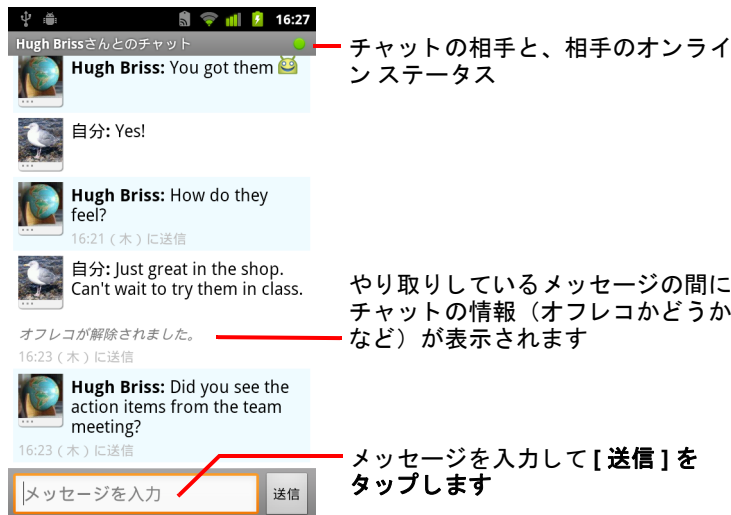 16:27
Hugh Brissさんとのチャット
Hugh Briss: You got them
自分: Yes!
Hugh Briss: How do they
feel?
16:21 ( 木 ) に送信
自分: Just great in the shop.
Can't wait to try them in class.
オフレコが解除されました。
16:23 ( 木 ) に送信
Hugh Briss: Did you see the
action items from the team
meeting?
16:23 ( 木 ) に送信
メッセージを入力
送信
チャットの相手と、相手のオンライ
ン ステータス
やり取りしているメッセージの間に
チャットの情報（オフレコかどうか
など）が表示されます
メッセージを入力して [ 送信 ] を
タップします